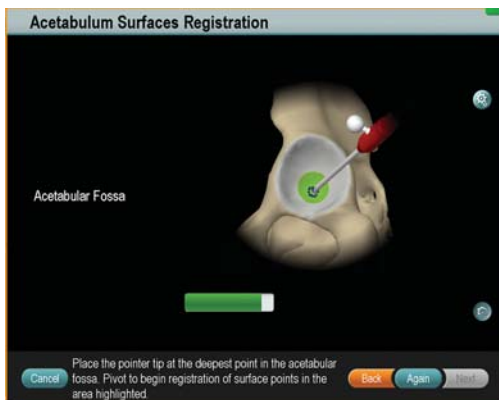 Acetabulum Surfaces Registration
Acetabular Fossa
Place the pointer tip at the deepest point in the acetabular
fossa. Pivot to begin registration of surface points in the
area highlighted.
Cancel
Back
Again
Next